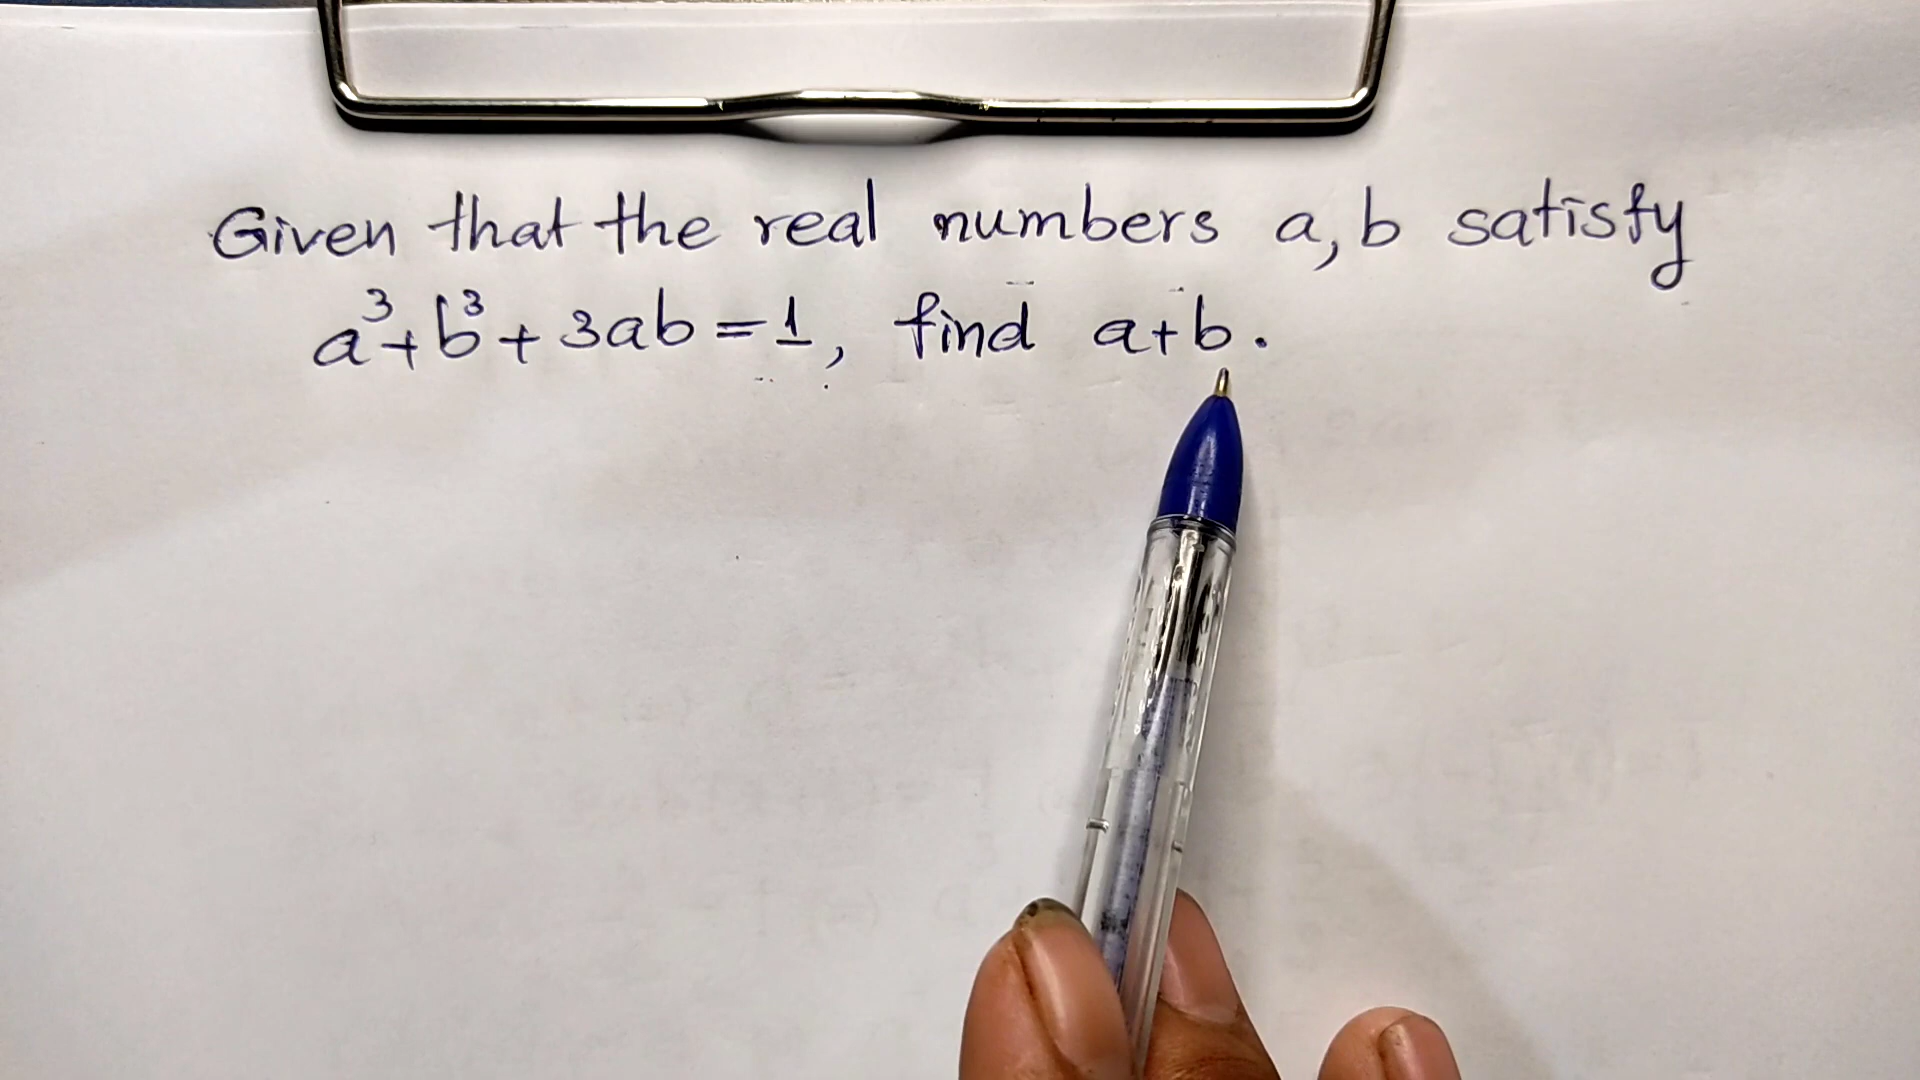 Given that the real numbers a, b satisfy
a³+b³+3ab=1, find a+b.